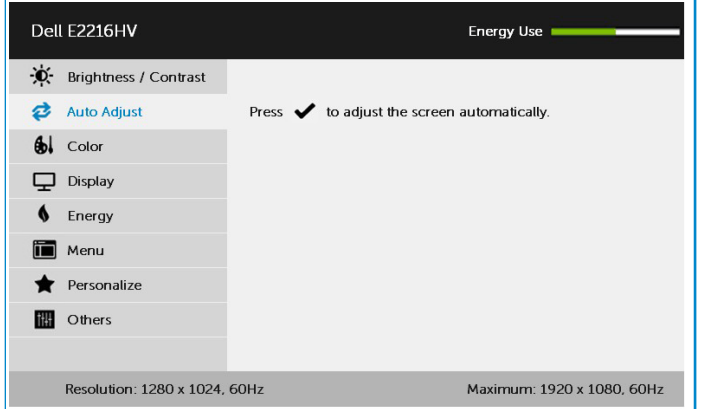 Dell E2216HV
Energy Use
Brightness / Contrast
Auto Adjust
Press ✔ to adjust the screen automatically.
Color
Display
Energy
Menu
Personalize
Others
Resolution: 1280 x 1024, 60Hz
Maximum: 1920 x 1080, 60Hz